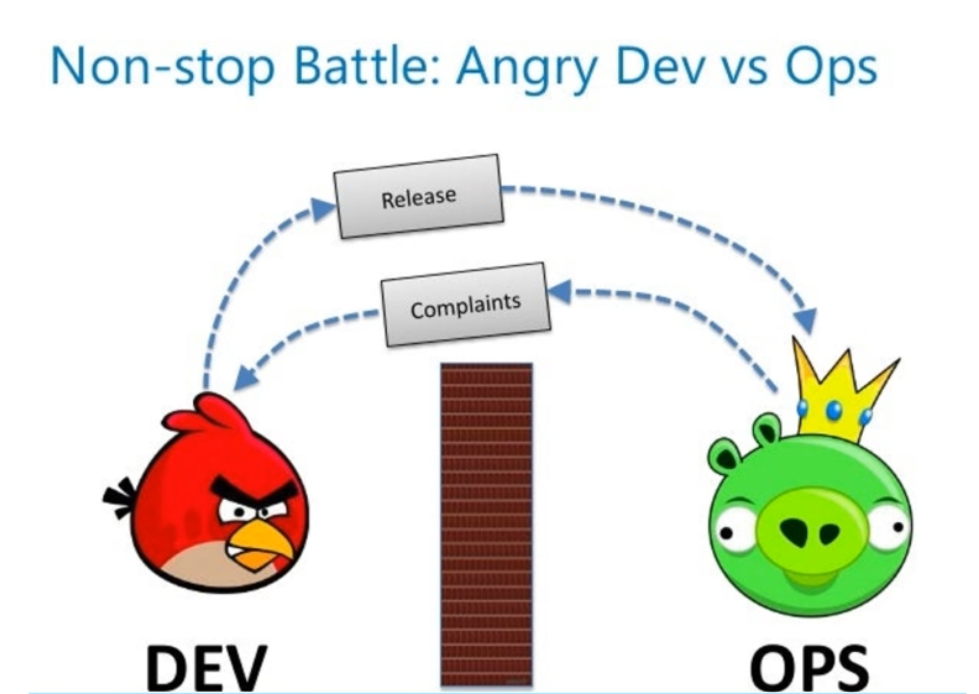 Non-stop Battle: Angry Dev vs Ops
Release
Complaints
DEV
OPS